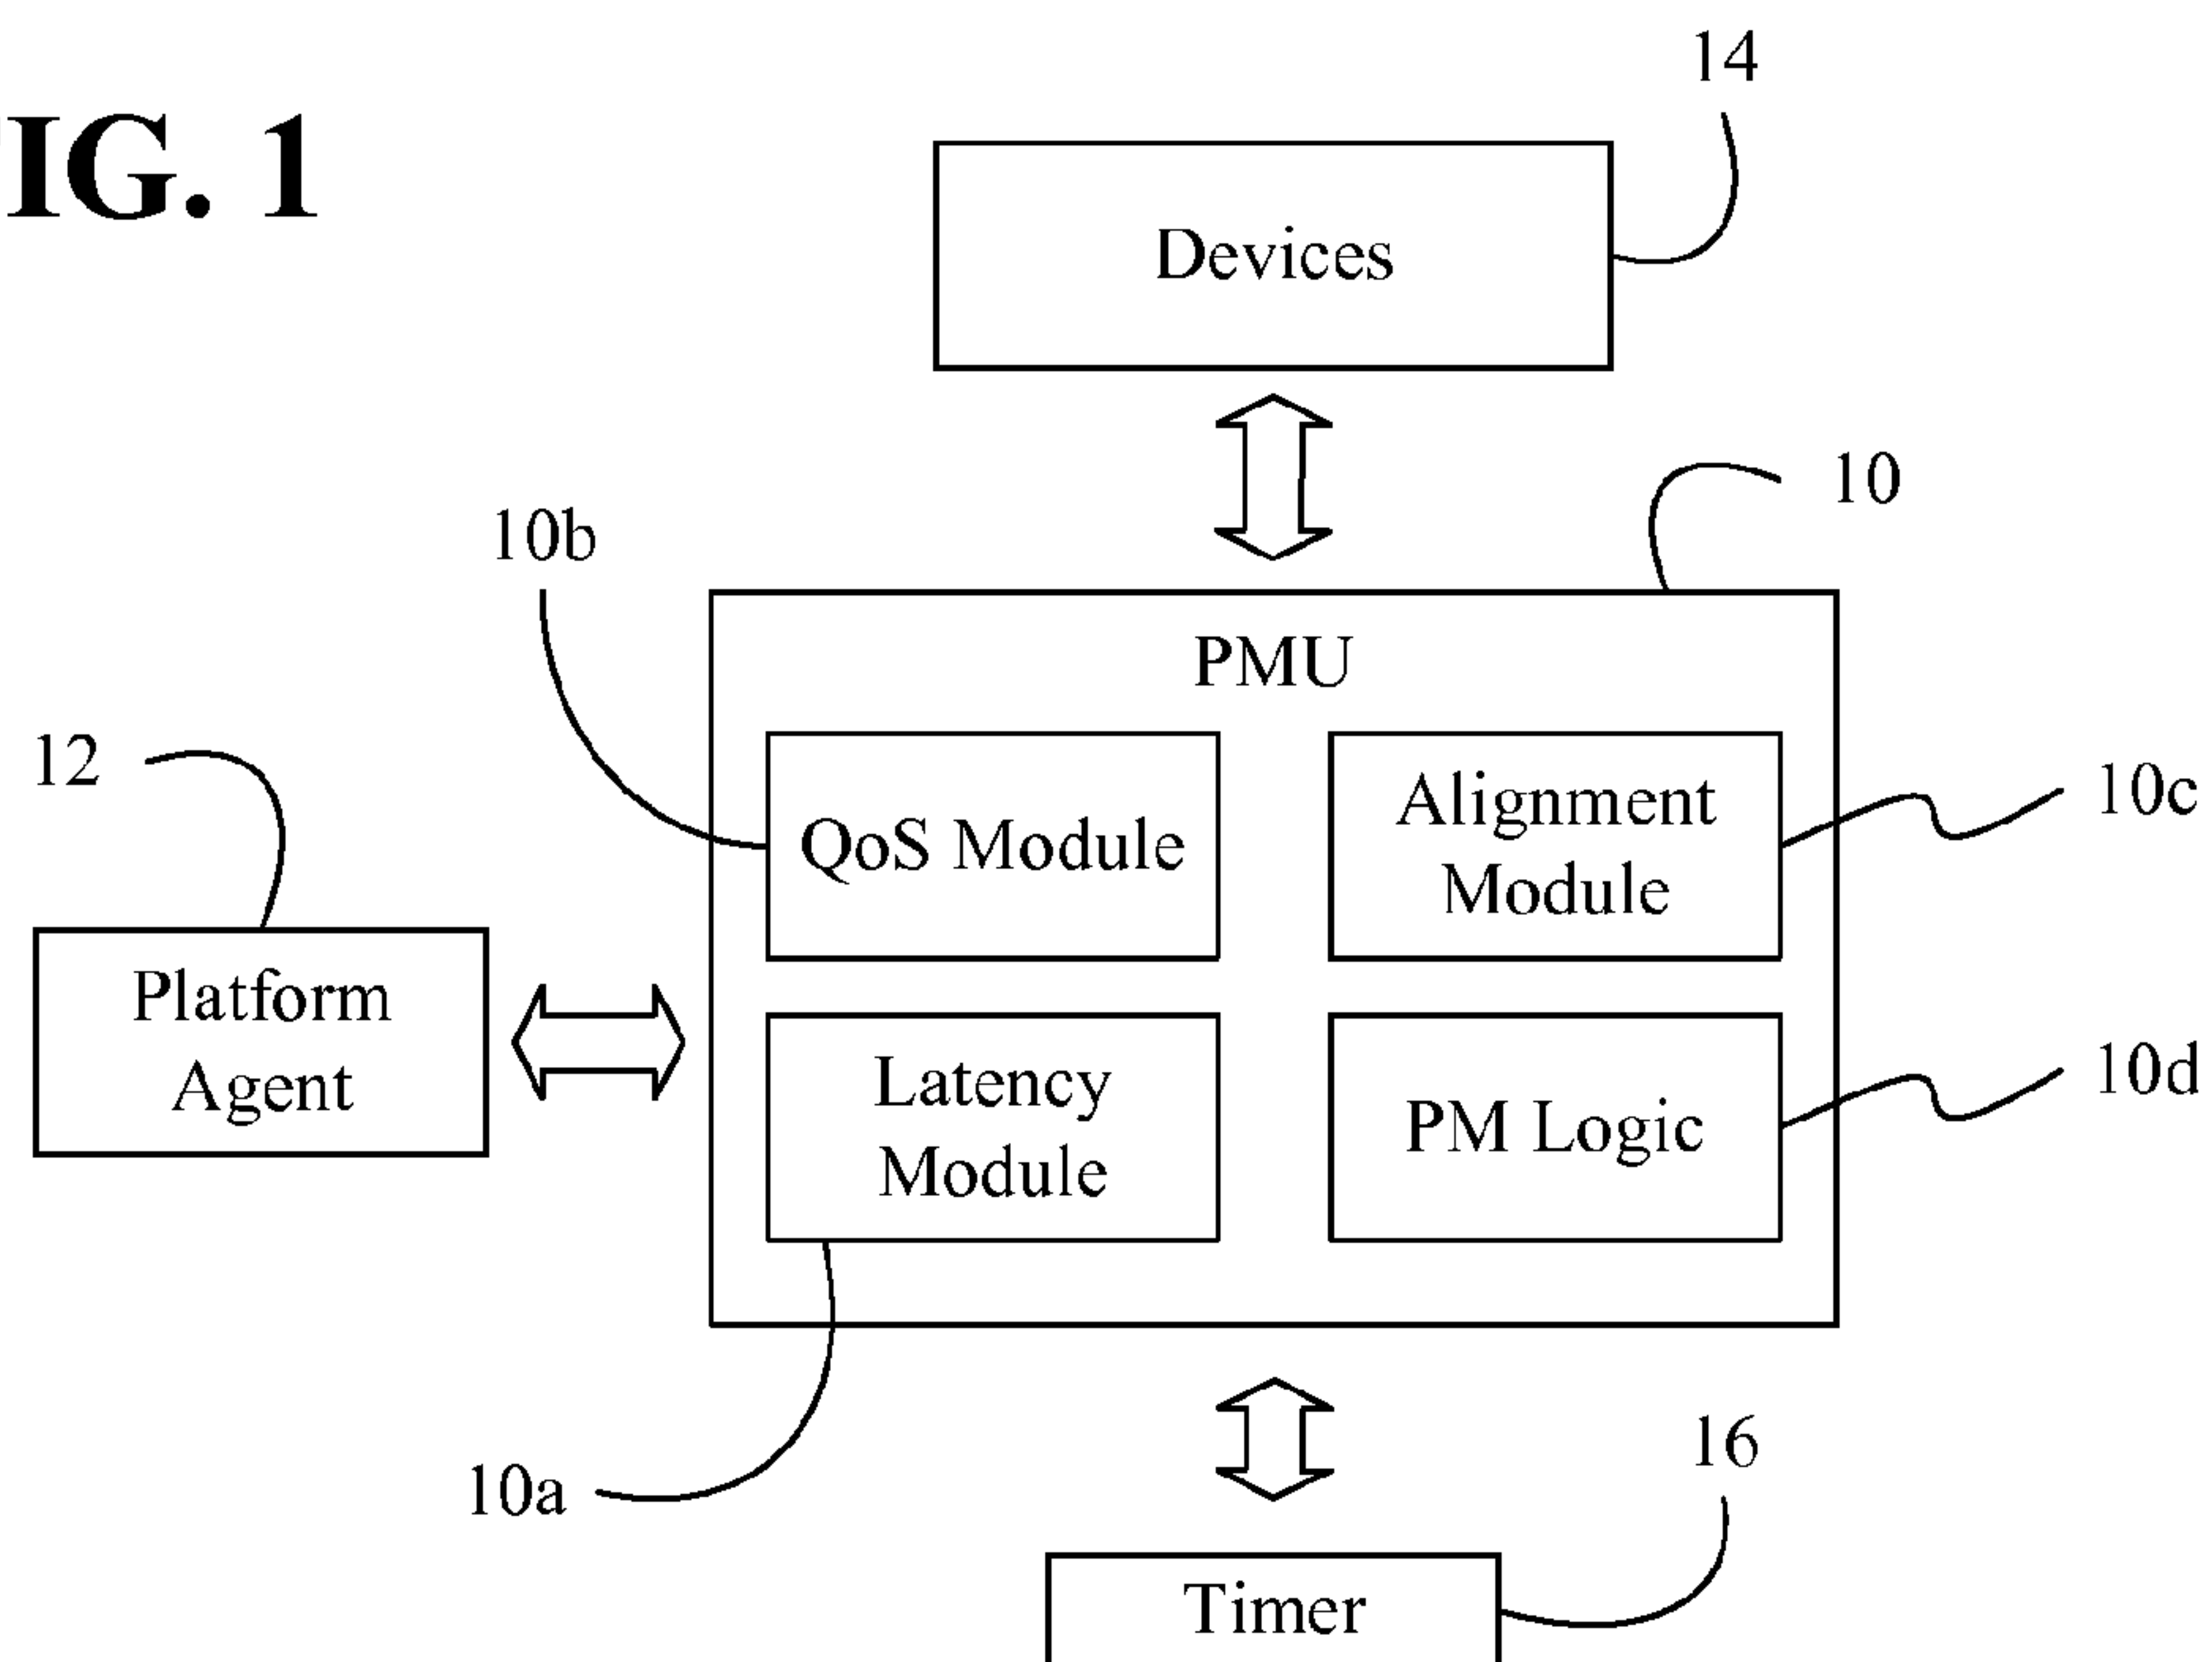 IG. 1
14
Devices
10
10b
PMU
12
QoS Module
Alignment
Module
10c
Platform
Agent
Latency
Module
PM Logic
10d
10a
16
Timer